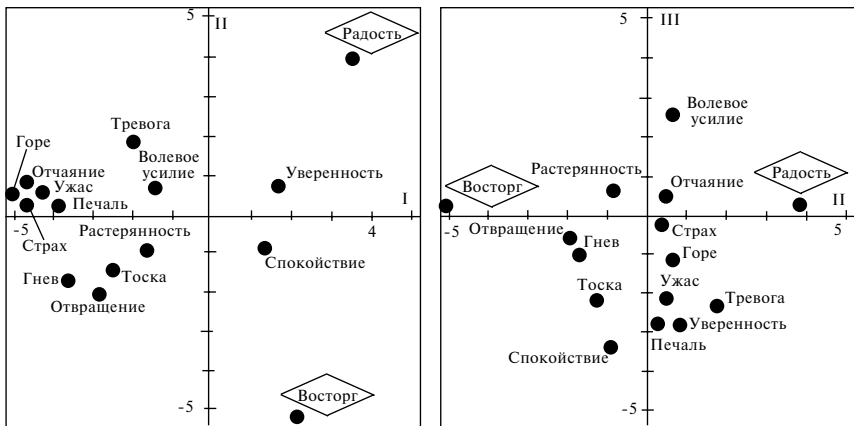 5
II
Радость
Тревога
Горе
Отчаяние
Волевое
усилие
Ужас
Уверенность
I
Печаль
-5
4
Страх
Растерянность
Спокойствие
Гнев
Тоска
Отвращение
Восторг
-5
5
III
Волевое
усилие
Растерянность
Отчаяние
Радость
Восторг
II
-5
5
Отвращение
Страх
Гнев
Горе
Тоска
Ужас
Тревога
Уверенность
Печаль
Спокойствие
-5